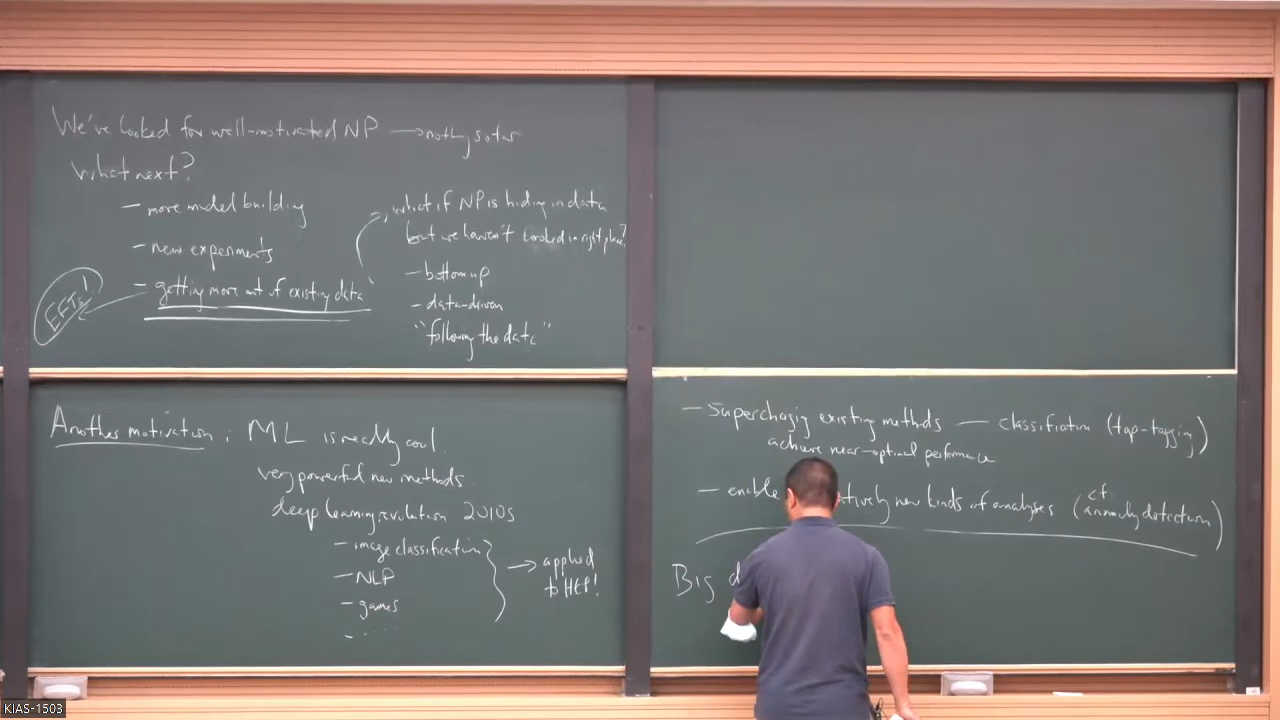 We've looked for well-motivated NP → nothing so far
What next?
– more model building
– new experiments
– getting more out of existing data
EFTs!
what if NP is hiding in data
but we haven't looked in right place?
– bottom up
– data-driven
"following the data"
Another motivation: ML is really cool.
very powerful new methods
deep learning revolution 2010s
– image classification
– NLP
– games
– .....
→ applied
to HEP!
– Supercharging existing methods — classification (top-tagging)
achieve near-optimal performance
– enable new kinds of analyses (cf anomaly detection)
Big d
KIAS-1503